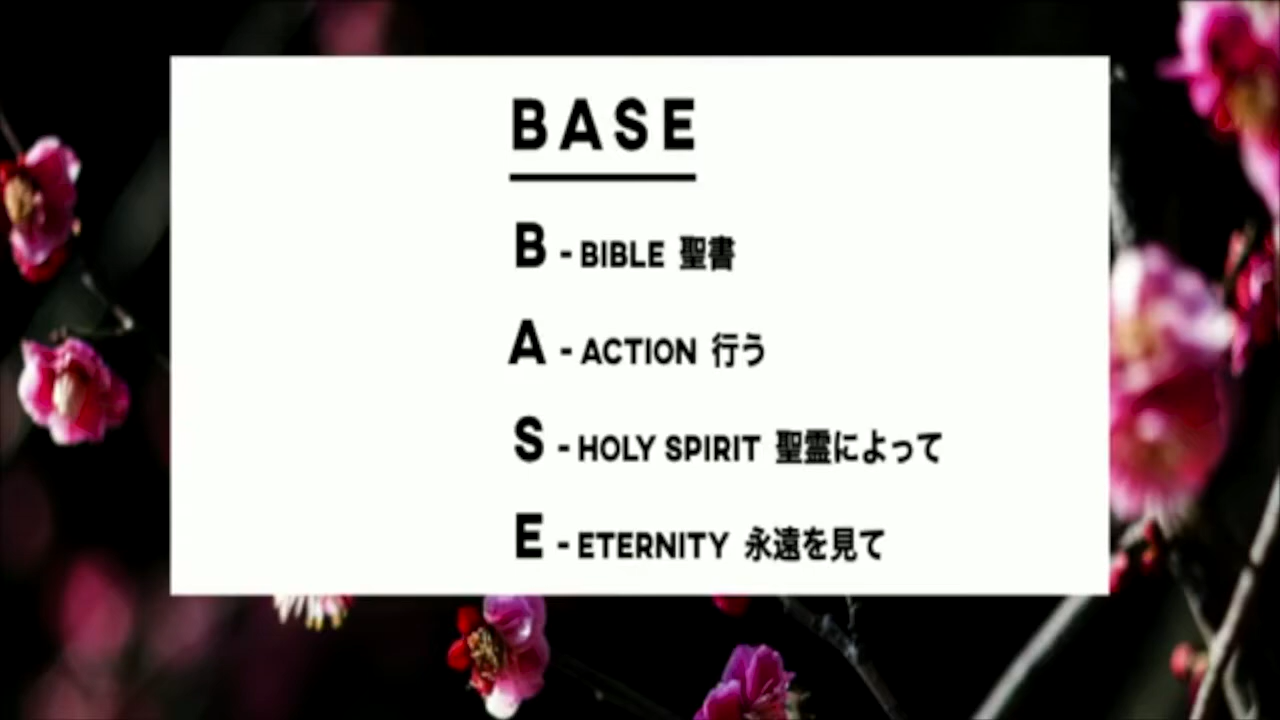 BASE
B - BIBLE 聖書
A - ACTION 行う
S - HOLY SPIRIT 聖霊によって
E - ETERNITY 永遠を見て